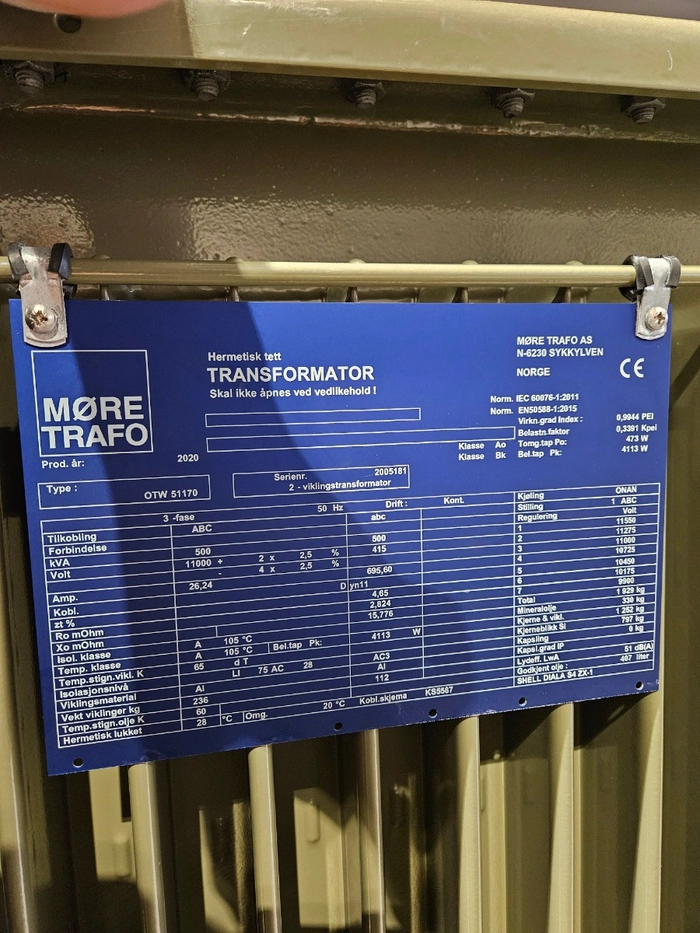 MØRE
TRAFO
Hermetisk tett
TRANSFORMATOR
Skal ikke åpnes ved vedlikehold !
MØRE TRAFO AS
N-6230 SYKKYLVEN
NORGE
CE
Norm. IEC 60076-1:2011
Norm. EN50588-1:2015
Virkn.grad Index : 0,9944 PEI
Belastn.faktor 0,3391 Kpei
Klasse Ao Tomg.tap Po: 473 W
Klasse Bk Bel.tap Pk: 4113 W
Prod. år: 2020
Type : OTW 51170
Serienr. 2005181
2 - viklingstransformator
3 -fase 50 Hz Drift : Kont.
Tilkobling ABC abc
Forbindelse
kVA 500 500
Volt 11000 + 2 x 2,5 % 415
- 4 x 2,5 %
Amp. 26,24 695,60
Kobl. Dyn11
zt % 4,65
Ro mOhm 2,824
Xo mOhm 15,776
Isol. klasse A 105 °C
Temp. klasse A 105 °C Bel.tap Pk: 4113 W
Temp.stign.vikl. K 65 d T
Isolasjonsnivå LI 75 AC 28 AC3
Viklingsmaterial Al Al
Vekt viklinger kg 236 112
Temp.stign.olje K 60
Hermetisk lukket 28 °C Omg. 20 °C Kobl.skjema KS5587
Kjøling ONAN
Stilling 1 ABC
Regulering Volt
1 11550
2 11275
3 11000
4 10725
5 10450
6 10175
7 9900
Total 1 929 kg
Mineralolje 330 kg
Kjerne & vikl. 1 252 kg
Kjerneblikk Si 797 kg
Kapsling 0 kg
Kapsl.grad IP
Lydeff. LwA 51 dB(A)
Godkjent olje : 407 liter
SHELL DIALA S4 ZX-1